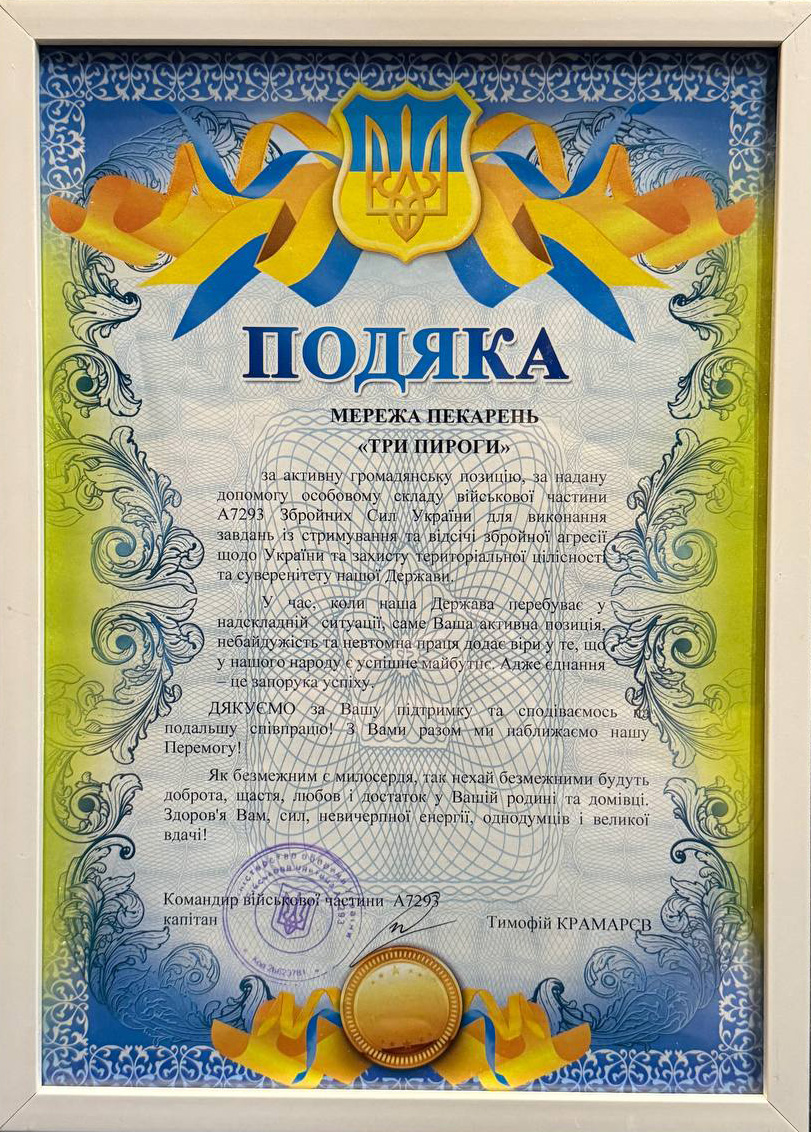 ПОДЯКА
МЕРЕЖА ПЕКАРЕНЬ
«ТРИ ПИРОГИ»
за активну громадянську позицію, за надану
допомогу особовому складу військової частини
А7293 Збройних Сил України для виконання
завдань із стримування та відсічі збройної агресії
щодо України та захисту територіальної цілісності
та суверенітету нашої Держави.
У час, коли наша Держава перебуває у
надскладній ситуації, саме Ваша активна позиція,
небайдужість та невтомна праця додає віри у те, що
у нашого народу є успішне майбутнє. Адже єднання
– це запорука успіху.
ДЯКУЄМО за Вашу підтримку та сподіваємось на
подальшу співпрацю! З Вами разом ми наближаємо нашу
Перемогу!
Як безмежним є милосердя, так нехай безмежними будуть
доброта, щастя, любов і достаток у Вашій родині та домівці.
Здоров'я Вам, сил, невичерпної енергії, однодумців і великої
вдачі!
Командир військової частини А7293
капітан
Тимофій КРАМАРЄВ